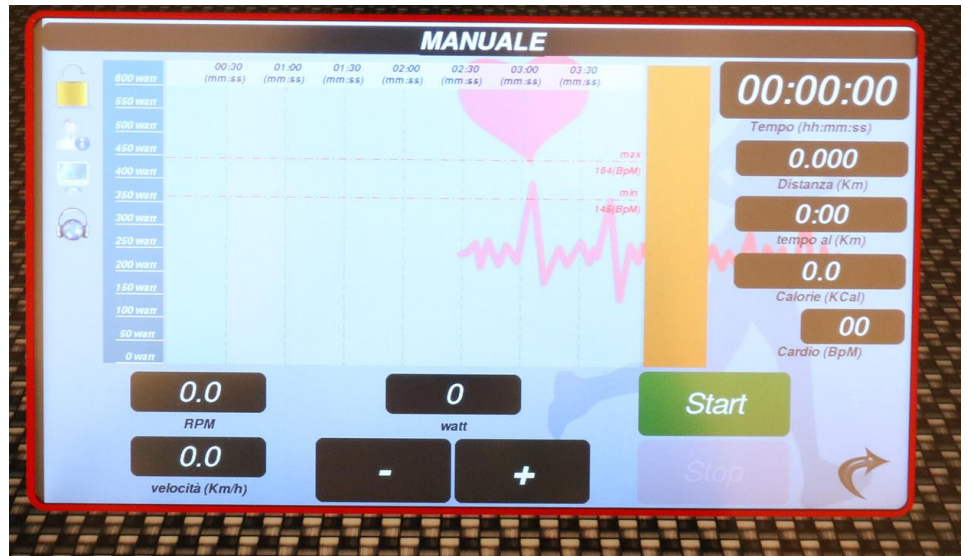 MANUALE
00:30 01:00 01:30 02:00 02:30 03:00 03:30
(mm:ss) (mm:ss) (mm:ss) (mm:ss) (mm:ss) (mm:ss) (mm:ss)
600 watt
550 watt
500 watt
450 watt
400 watt
350 watt
300 watt
250 watt
200 watt
150 watt
100 watt
50 watt
0 watt
max
164(BpM)
min
146(BpM)
00:00:00
Tempo (hh:mm:ss)
0.000
Distanza (Km)
0:00
tempo al (Km)
0.0
Calorie (KCal)
00
Cardio (BpM)
0.0
RPM
0
watt
Start
0.0
velocità (Km/h)
-
+
Stop